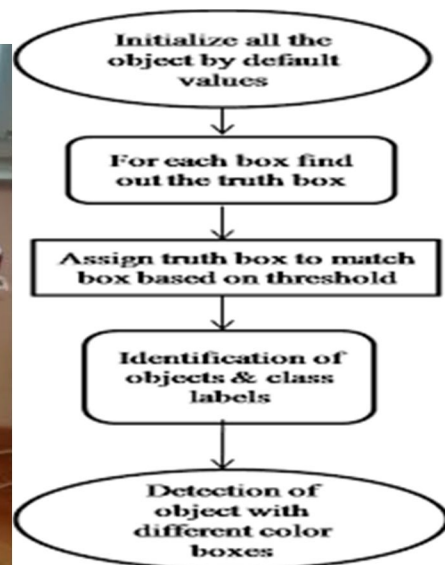 Initialize all the
object by default
values
For each box find
out the truth box
Assign truth box to match
box based on threshold
Identification of
objects & class
labels
Detection of
object with
different color
boxes